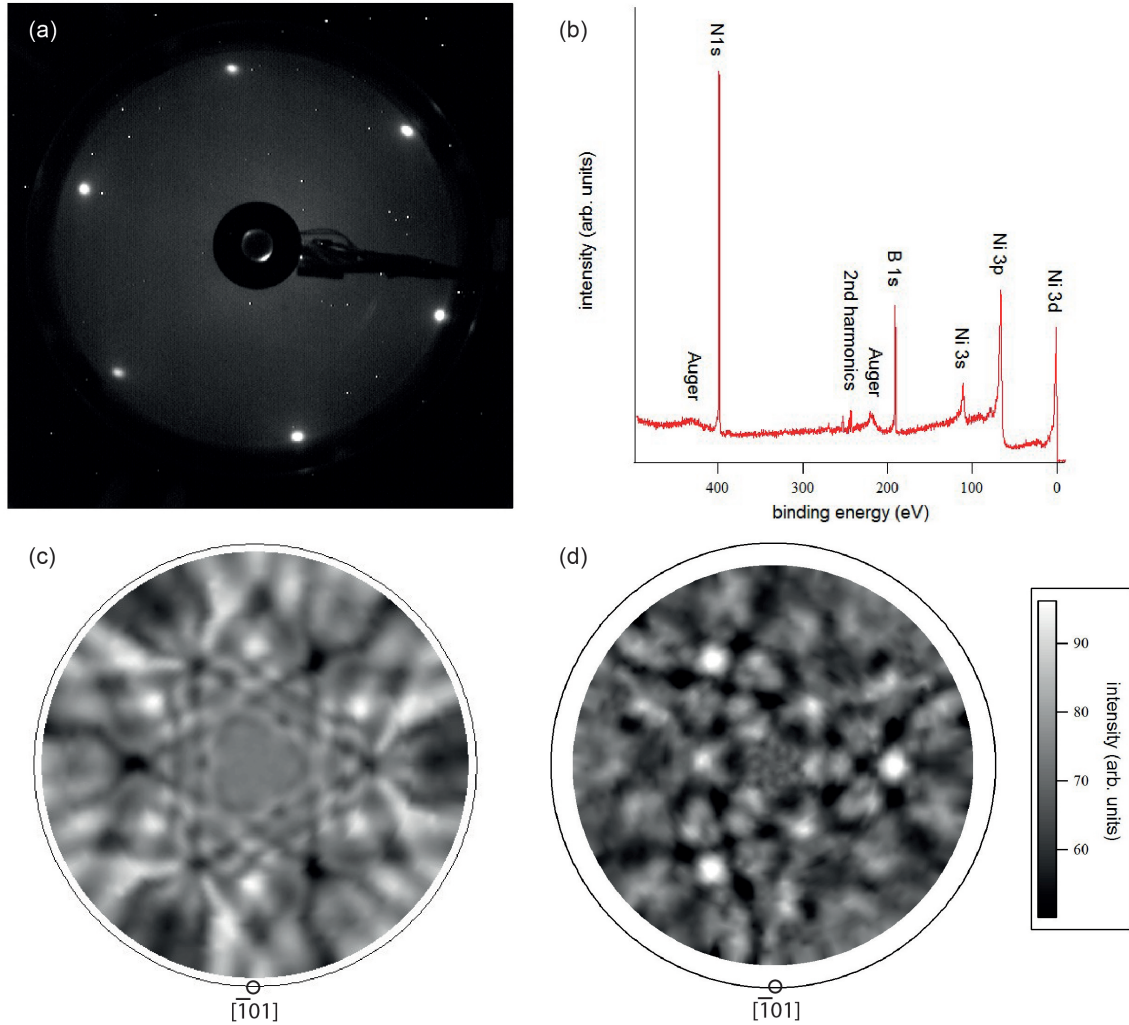 (a)
(b)
intensity (arb. units)
N1s
Auger
2nd harmonics
Auger
B 1s
Ni 3s
Ni 3p
Ni 3d
400 300 200 100 0
binding energy (eV)
(c)
[1̅01]
(d)
[1̅01]
90
80
70
60
intensity (arb. units)